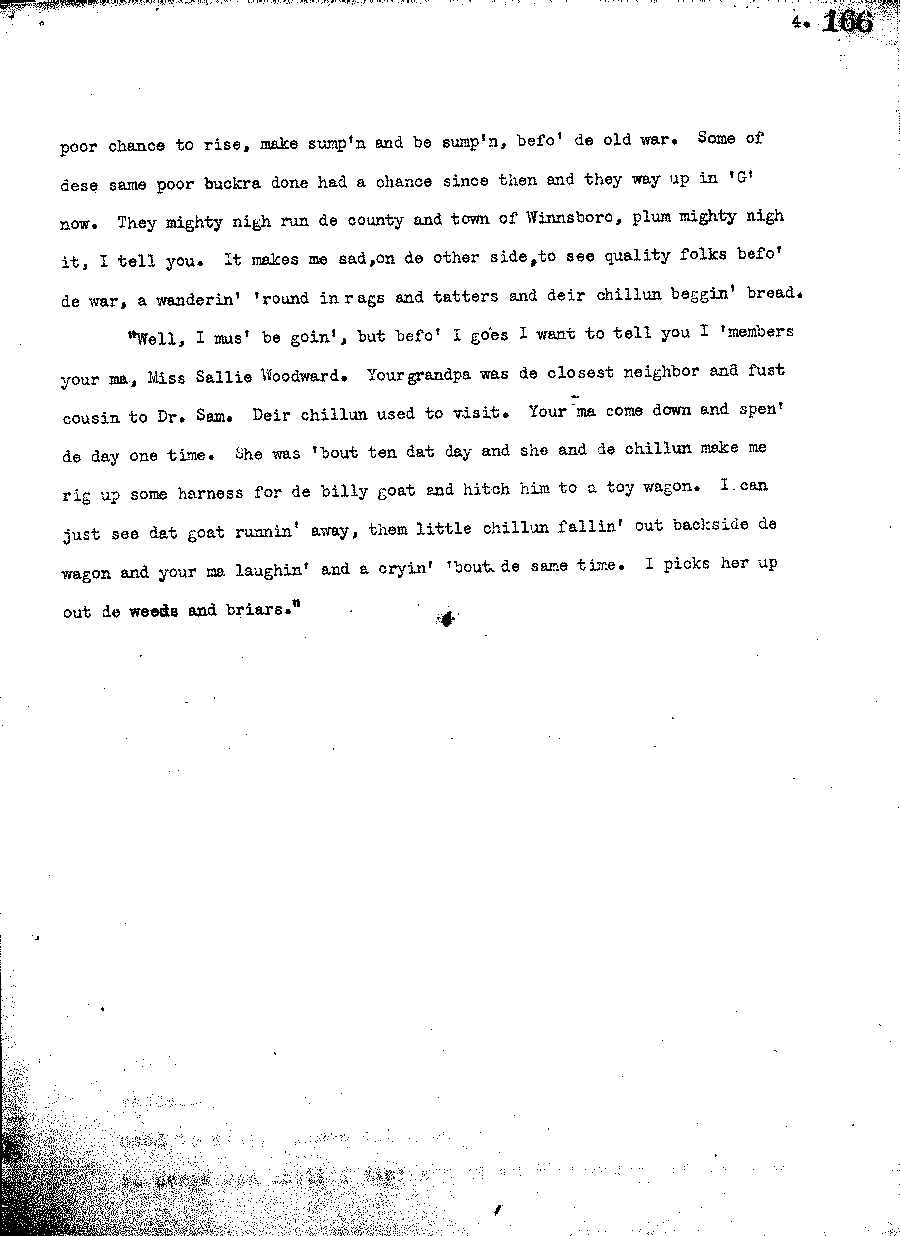 4. 166
poor chance to rise, make sump'n and be sump'n, befo' de old war. Some of
dese same poor buckra done had a chance since then and they way up in 'G'
now. They mighty nigh run de county and town of Winnsboro, plum mighty nigh
it, I tell you. It makes me sad,on de other side,to see quality folks befo'
de war, a wanderin' 'round in rags and tatters and deir chillun beggin' bread.
"Well, I mus' be goin', but befo' I goes I want to tell you I 'members
your ma, Miss Sallie Woodward. Your grandpa was de closest neighbor and fust
cousin to Dr. Sam. Deir chillun used to visit. Your ma come down and spen'
de day one time. She was 'bout ten dat day and she and de chillun make me
rig up some harness for de billy goat and hitch him to a toy wagon. I can
just see dat goat runnin' away, them little chillun fallin' out backside de
wagon and your ma laughin' and a cryin' 'bout de same time. I picks her up
out de weeds and briars."